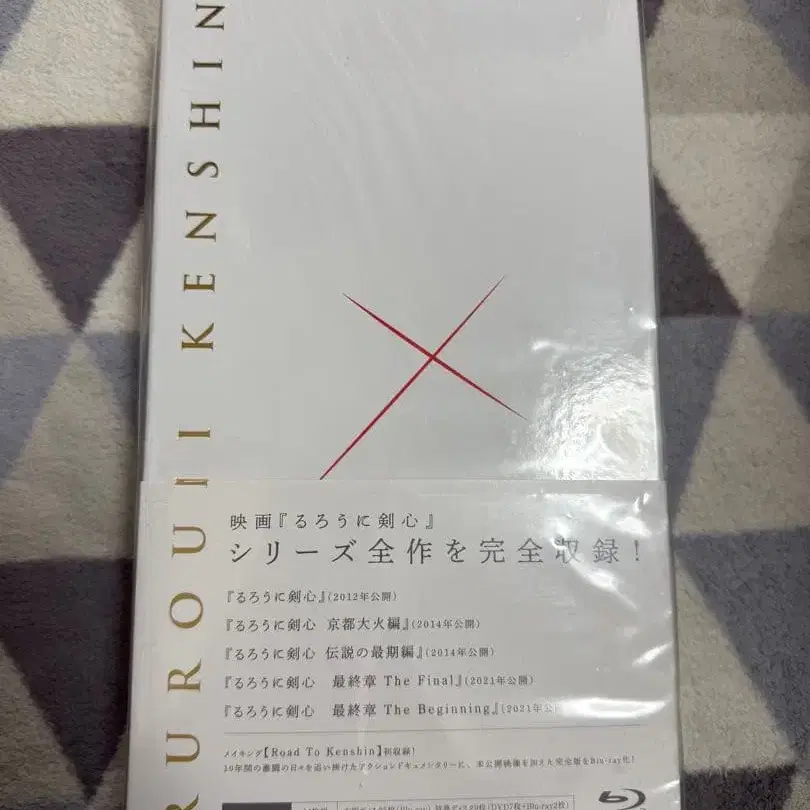 RUROUII KENSHIN
映画『るろうに剣心』
シリーズ全作を完全収録!
『るろうに剣心』(2012年公開)
『るろうに剣心 京都大火編』(2014年公開)
『るろうに剣心 伝説の最期編』(2014年公開)
『るろうに剣心 最終章 The Final』(2021年公開)
『るろうに剣心 最終章 The Beginning』(2021年公開
メイキング【Road To Kenshin】初収録!
10年間の激闘の日々を追い掛けたアクションドキュメンタリーに、未公開映像を加えた完全版をBlu-ray化!